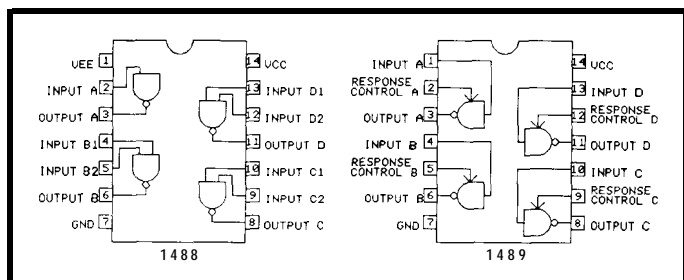 VEE 1
14 VCC
INPUT A 2
13 INPUT D1
OUTPUT A 3
12 INPUT D2
INPUT B1 4
11 OUTPUT D
INPUT B2 5
10 INPUT C1
OUTPUT B 6
9 INPUT C2
GND 7
8 OUTPUT C
1488
INPUT A 1
14 VCC
RESPONSE
CONTROL A 2
13 INPUT D
OUTPUT A 3
12 RESPONSE
CONTROL D
INPUT B 4
11 OUTPUT D
RESPONSE
CONTROL B 5
10 INPUT C
OUTPUT B 6
9 RESPONSE
CONTROL C
GND 7
8 OUTPUT C
1489